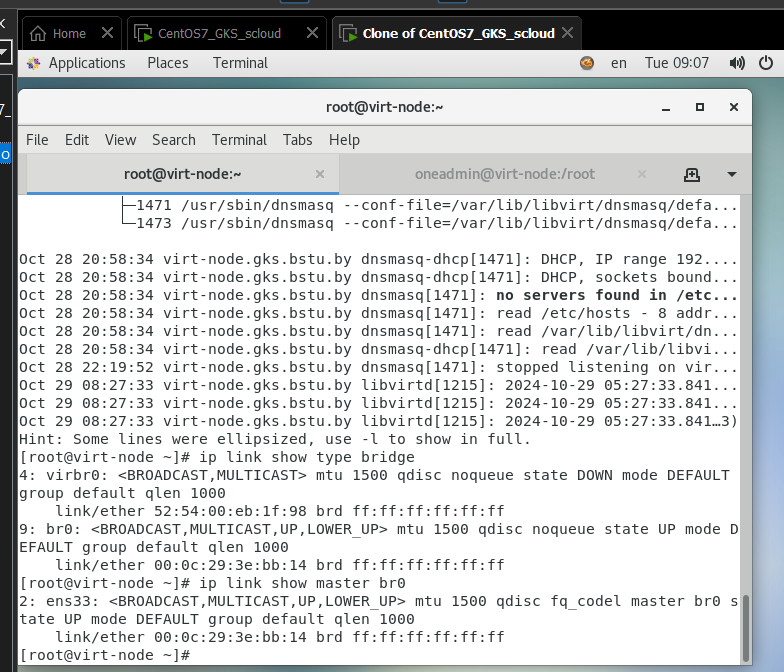 Home
CentOS7_GKS_scloud
Clone of CentOS7_GKS_scloud
Applications Places Terminal en Tue 09:07
root@virt-node:~
File Edit View Search Terminal Tabs Help
root@virt-node:~
oneadmin@virt-node:/root
├─1471 /usr/sbin/dnsmasq --conf-file=/var/lib/libvirt/dnsmasq/defa...
└─1473 /usr/sbin/dnsmasq --conf-file=/var/lib/libvirt/dnsmasq/defa...
Oct 28 20:58:34 virt-node.gks.bstu.by dnsmasq-dhcp[1471]: DHCP, IP range 192....
Oct 28 20:58:34 virt-node.gks.bstu.by dnsmasq-dhcp[1471]: DHCP, sockets bound...
Oct 28 20:58:34 virt-node.gks.bstu.by dnsmasq[1471]: no servers found in /etc...
Oct 28 20:58:34 virt-node.gks.bstu.by dnsmasq[1471]: read /etc/hosts - 8 addr...
Oct 28 20:58:34 virt-node.gks.bstu.by dnsmasq[1471]: read /var/lib/libvirt/dn...
Oct 28 20:58:34 virt-node.gks.bstu.by dnsmasq-dhcp[1471]: read /var/lib/libvi...
Oct 28 22:19:52 virt-node.gks.bstu.by dnsmasq[1471]: stopped listening on vir...
Oct 29 08:27:33 virt-node.gks.bstu.by libvirtd[1215]: 2024-10-29 05:27:33.841...
Oct 29 08:27:33 virt-node.gks.bstu.by libvirtd[1215]: 2024-10-29 05:27:33.841...
Oct 29 08:27:33 virt-node.gks.bstu.by libvirtd[1215]: 2024-10-29 05:27:33.841…3)
Hint: Some lines were ellipsized, use -l to show in full.
[root@virt-node ~]# ip link show type bridge
4: virbr0: <BROADCAST,MULTICAST> mtu 1500 qdisc noqueue state DOWN mode DEFAULT
group default qlen 1000
link/ether 52:54:00:eb:1f:98 brd ff:ff:ff:ff:ff:ff
9: br0: <BROADCAST,MULTICAST,UP,LOWER_UP> mtu 1500 qdisc noqueue state UP mode D
EFAULT group default qlen 1000
link/ether 00:0c:29:3e:bb:14 brd ff:ff:ff:ff:ff:ff
[root@virt-node ~]# ip link show master br0
2: ens33: <BROADCAST,MULTICAST,UP,LOWER_UP> mtu 1500 qdisc fq_codel master br0 s
tate UP mode DEFAULT group default qlen 1000
link/ether 00:0c:29:3e:bb:14 brd ff:ff:ff:ff:ff:ff
[root@virt-node ~]#